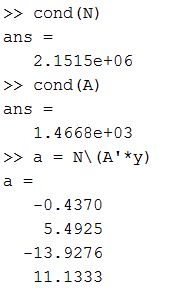 >> cond(N)
ans =
2.1515e+06
>> cond(A)
ans =
1.4668e+03
>> a = N\(A'*y)
a =
-0.4370
5.4925
-13.9276
11.1333